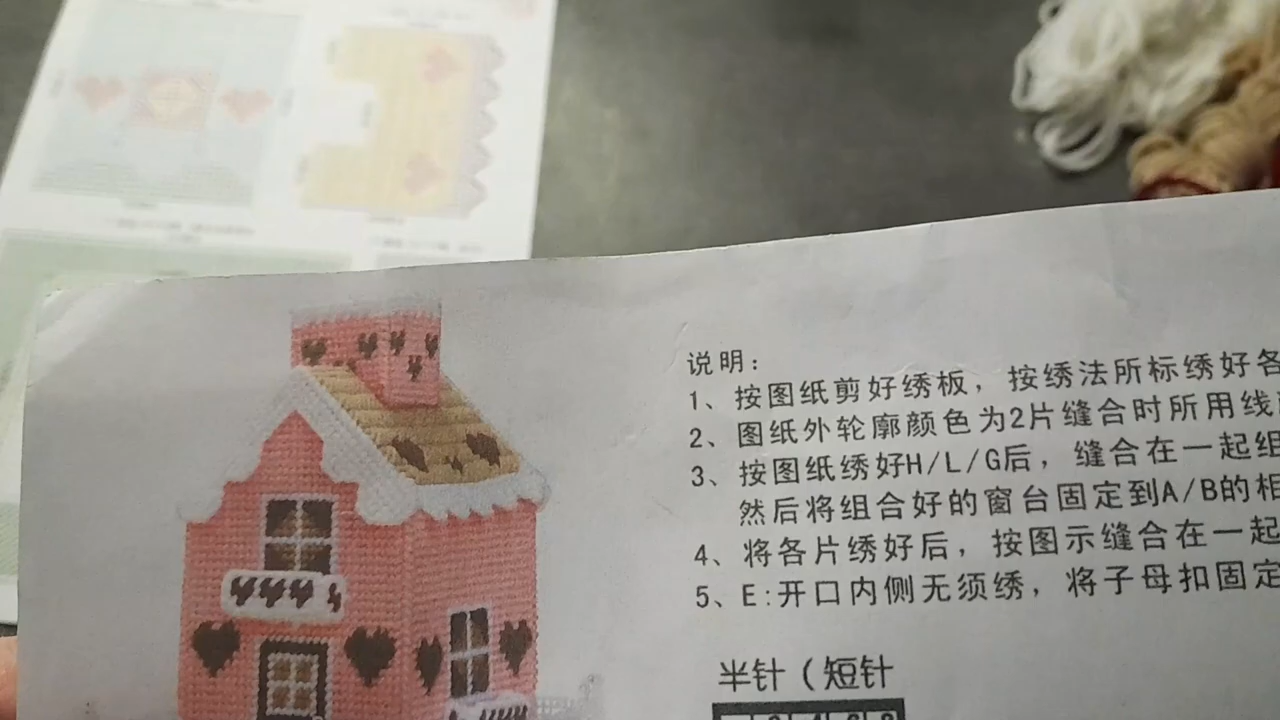 说明:
1、按图纸剪好绣板，按绣法所标绣好各
2、图纸外轮廓颜色为2片缝合时所用线
3、按图纸绣好H/L/G后，缝合在一起组
然后将组合好的窗台固定到A/B的相
4、将各片绣好后，按图示缝合在一起
5、E:开口内侧无须绣，将子母扣固定
半针（短针